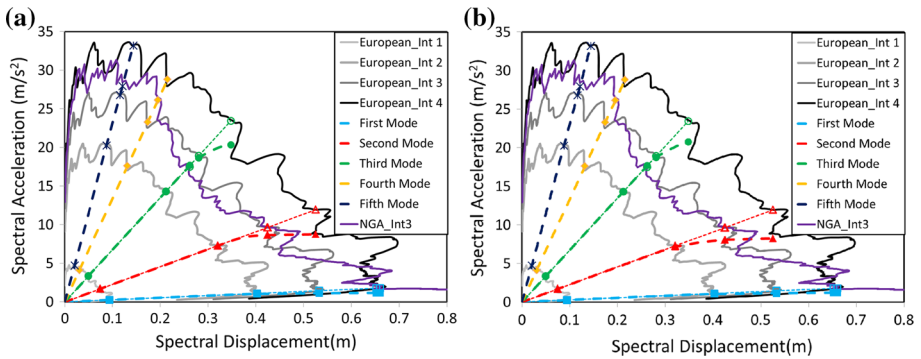 (a)
35
30
25
20
15
10
5
0
Spectral Acceleration (m/s²)
0 0.1 0.2 0.3 0.4 0.5 0.6 0.7 0.8
Spectral Displacement(m)
European_Int 1
European_Int 2
European_Int 3
European_Int 4
First Mode
Second Mode
Third Mode
Fourth Mode
Fifth Mode
NGA_Int3
(b)
35
30
25
20
15
10
5
0
Spectral Acceleration (m/s²)
0 0.1 0.2 0.3 0.4 0.5 0.6 0.7 0.8
Spectral Displacement(m)
European_Int 1
European_Int 2
European_Int 3
European_Int 4
First Mode
Second Mode
Third Mode
Fourth Mode
Fifth Mode
NGA_Int3